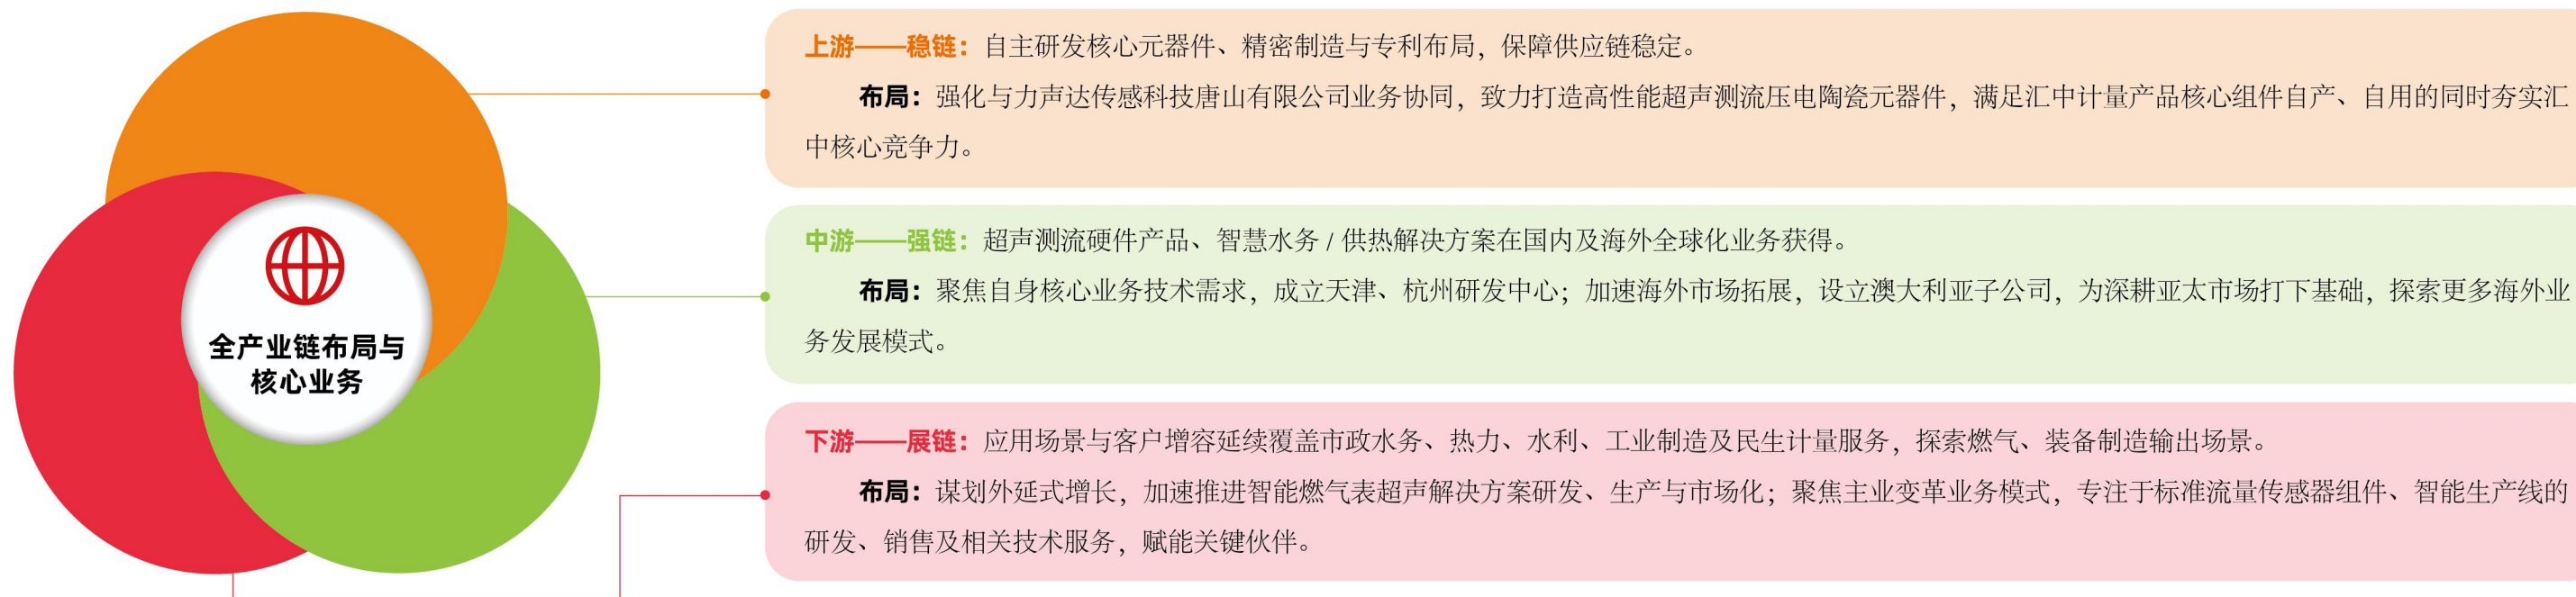 全产业链布局与
核心业务
上游——稳链：自主研发核心元器件、精密制造与专利布局，保障供应链稳定。
布局：强化与力声达传感科技唐山有限公司业务协同，致力打造高性能超声测流压电陶瓷元器件，满足汇中计量产品核心组件自产、自用的同时夯实汇
中核心竞争力。
中游——强链：超声测流硬件产品、智慧水务 / 供热解决方案在国内及海外全球化业务获得。
布局：聚焦自身核心业务技术需求，成立天津、杭州研发中心；加速海外市场拓展，设立澳大利亚子公司，为深耕亚太市场打下基础，探索更多海外业
务发展模式。
下游——展链：应用场景与客户增容延续覆盖市政水务、热力、水利、工业制造及民生计量服务，探索燃气、装备制造输出场景。
布局：谋划外延式增长，加速推进智能燃气表超声解决方案研发、生产与市场化；聚焦主业变革业务模式，专注于标准流量传感器组件、智能生产线的
研发、销售及相关技术服务，赋能关键伙伴。